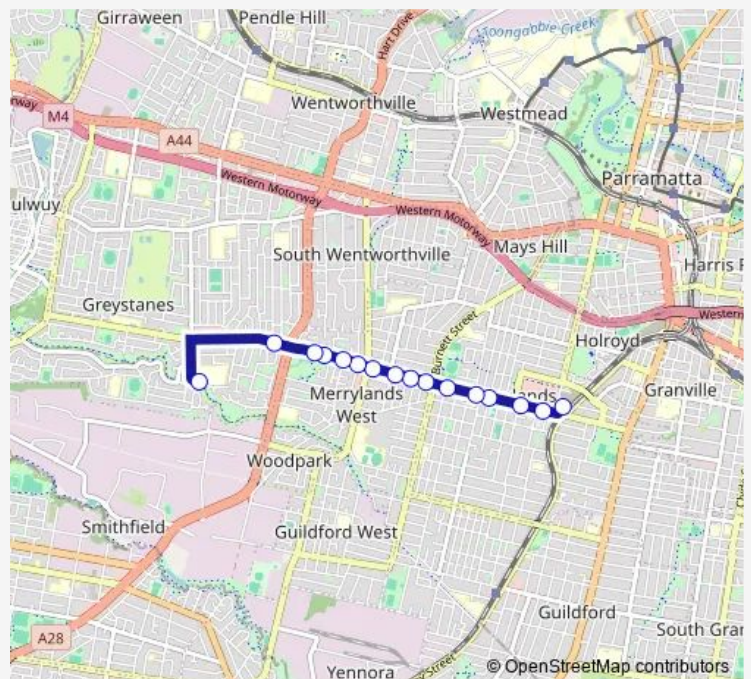 Girraween
Pendle Hill
Hart Drive
Toongabbie Creek
Wentworthville
Westmead
M4
A44
Parramatta
Western Motorway
Western Motorway
ulwuy
South Wentworthville
Mays Hill
Harris P
Greystanes
Western
Burnett Street
Holroyd
Merrylands
West
ands
Granville
Woodpark
Smithfield
Guildford West
Guildford
South Gran
A28
Yennora
Street
© OpenStreetMap contributors